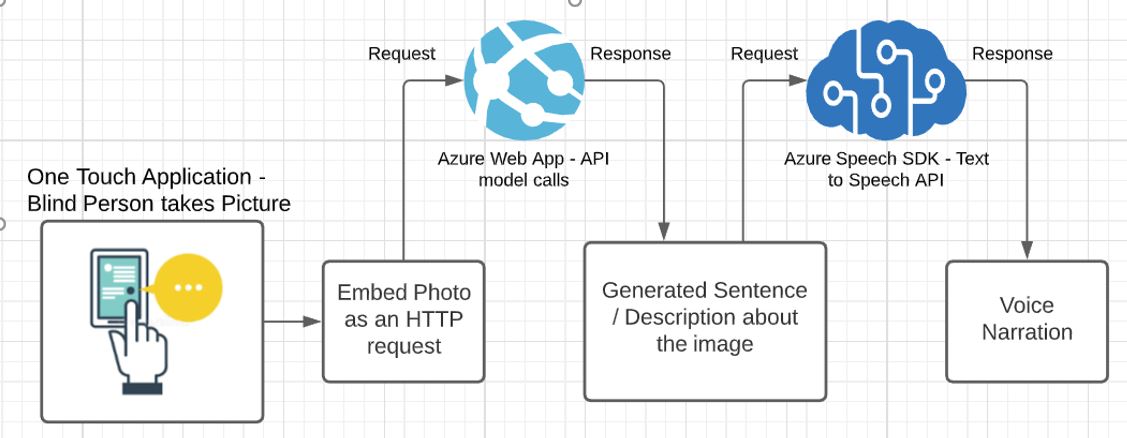 Request
Response
Request
Response
Azure Web App - API
model calls
Azure Speech SDK - Text
to Speech API
One Touch Application -
Blind Person takes Picture
Embed Photo
as an HTTP
request
Generated Sentence
/ Description about
the image
Voice
Narration